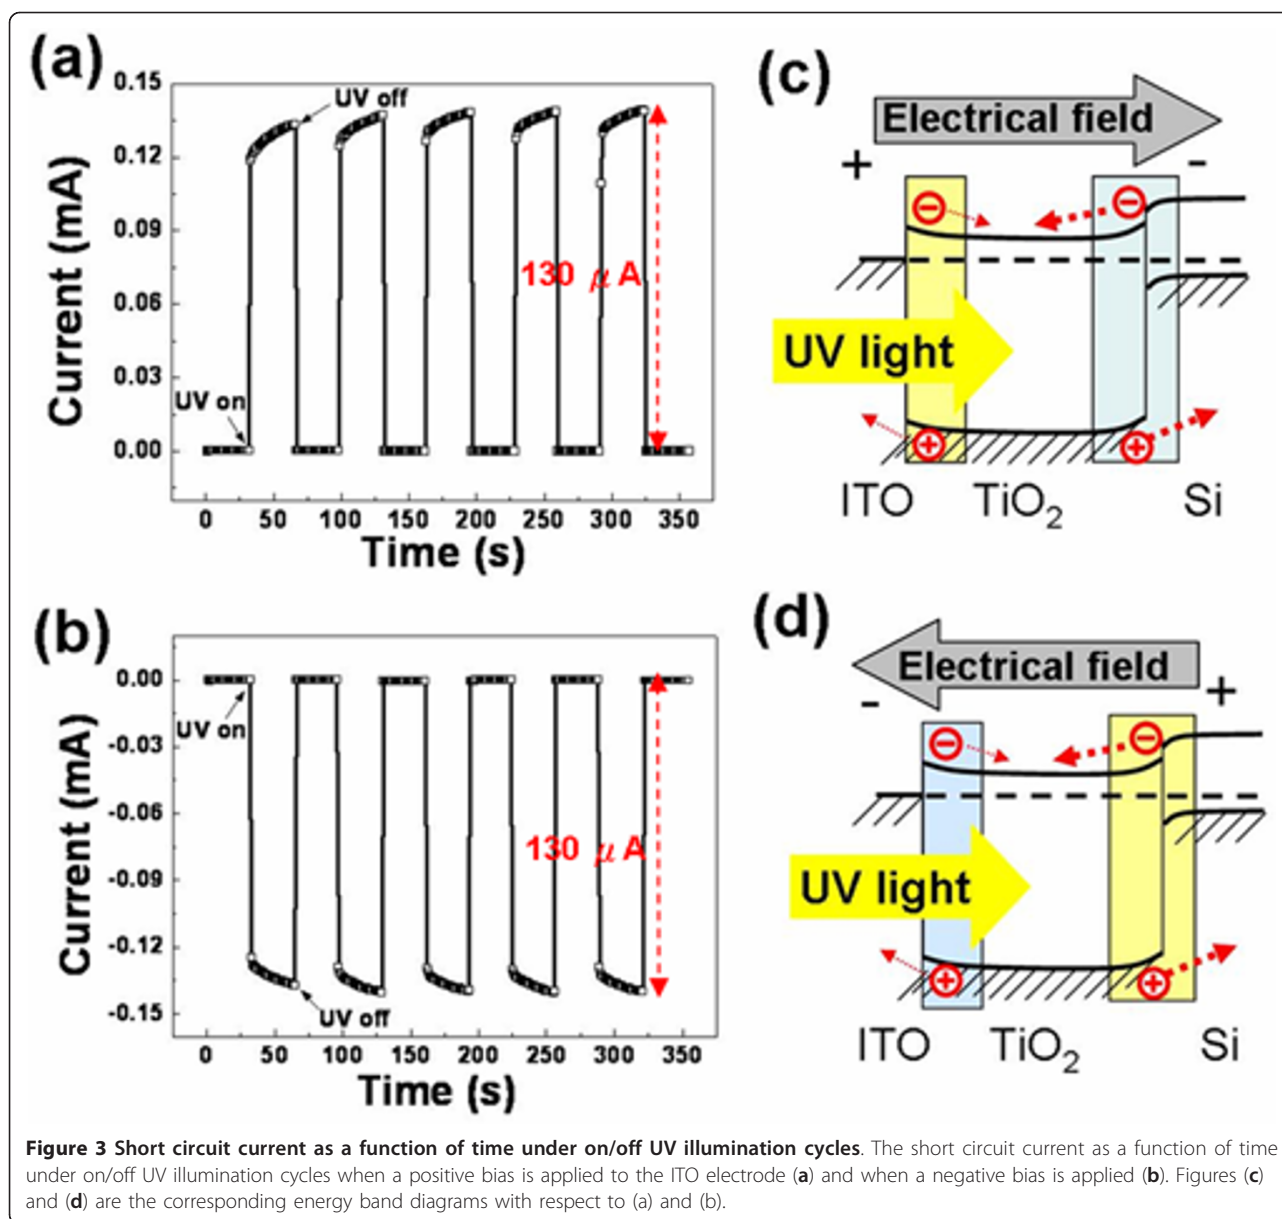 (a)
0.15
0.12
0.09
0.06
0.03
0.00
Current (mA)
UV off
UV on
130 μ A
0 50 100 150 200 250 300 350
Time (s)
(b)
0.00
-0.03
-0.06
-0.09
-0.12
-0.15
Current (mA)
UV on
130 μ A
UV off
0 50 100 150 200 250 300 350
Time (s)
(c)
Electrical field
+ -
− −
UV light
+ +
ITO TiO₂ Si
(d)
Electrical field
- +
− −
UV light
+ +
ITO TiO₂ Si
Figure 3 Short circuit current as a function of time under on/off UV illumination cycles. The short circuit current as a function of time
under on/off UV illumination cycles when a positive bias is applied to the ITO electrode (a) and when a negative bias is applied (b). Figures (c)
and (d) are the corresponding energy band diagrams with respect to (a) and (b).